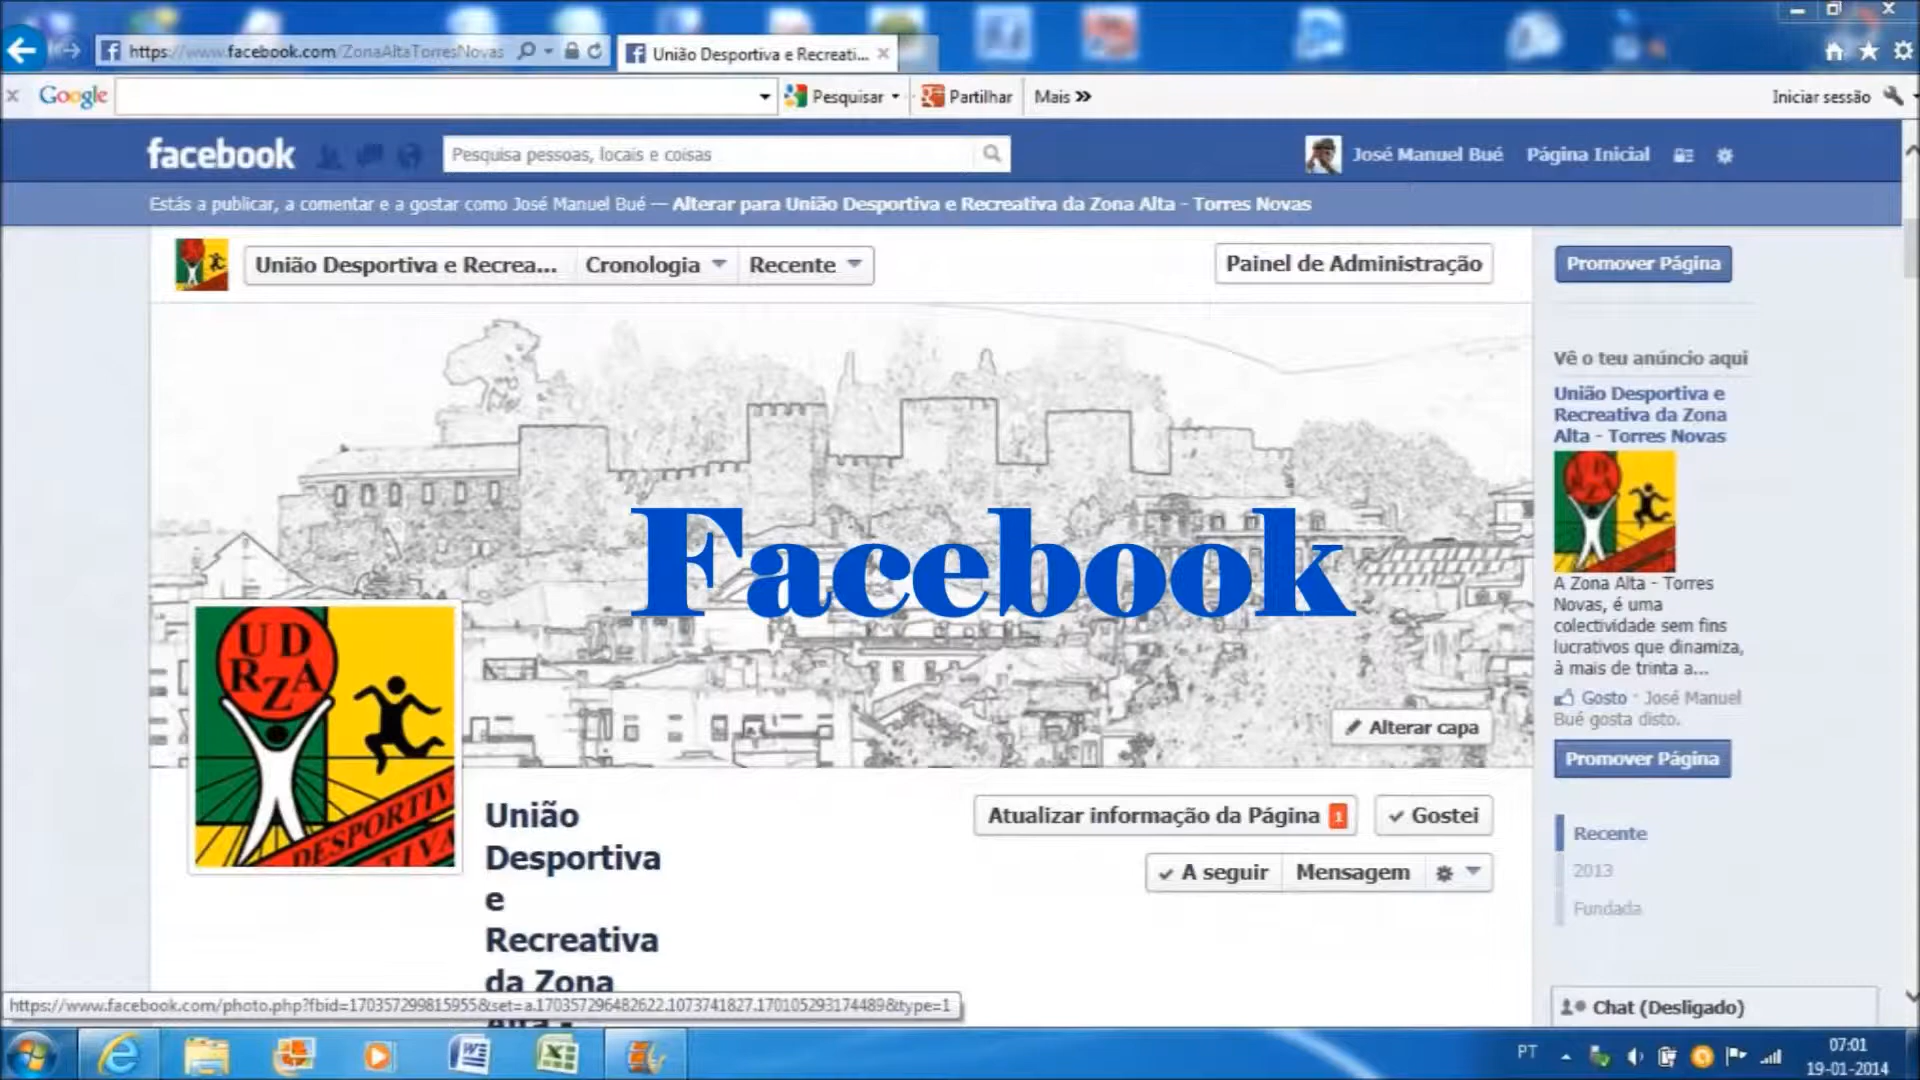 https://www.facebook.com/ZonaAltaTorresNovas
União Desportiva e Recreati...
Google
Pesquisar
Partilhar
Mais »
Iniciar sessão
facebook
Pesquisa pessoas, locais e coisas
José Manuel Bué
Página Inicial
Estás a publicar, a comentar e a gostar como José Manuel Bué — Alterar para União Desportiva e Recreativa da Zona Alta - Torres Novas
União Desportiva e Recrea...
Cronologia
Recente
Painel de Administração
Promover Página
Vê o teu anúncio aqui
União Desportiva e
Recreativa da Zona
Alta - Torres Novas
A Zona Alta - Torres
Novas, é uma
colectividade sem fins
lucrativos que dinamiza,
à mais de trinta a...
Gosto · José Manuel
Bué gosta disto.
Promover Página
Facebook
Alterar capa
U D
R Z A
DESPORTIV
TIVA
União
Desportiva
e
Recreativa
da Zona
Alta -
Atualizar informação da Página 1
Gostei
A seguir
Mensagem
Recente
2013
Fundada
https://www.facebook.com/photo.php?fbid=170357299815955&set=a.170357296482622.1073741827.170105293174489&type=1
Chat (Desligado)
PT
07:01
19-01-2014